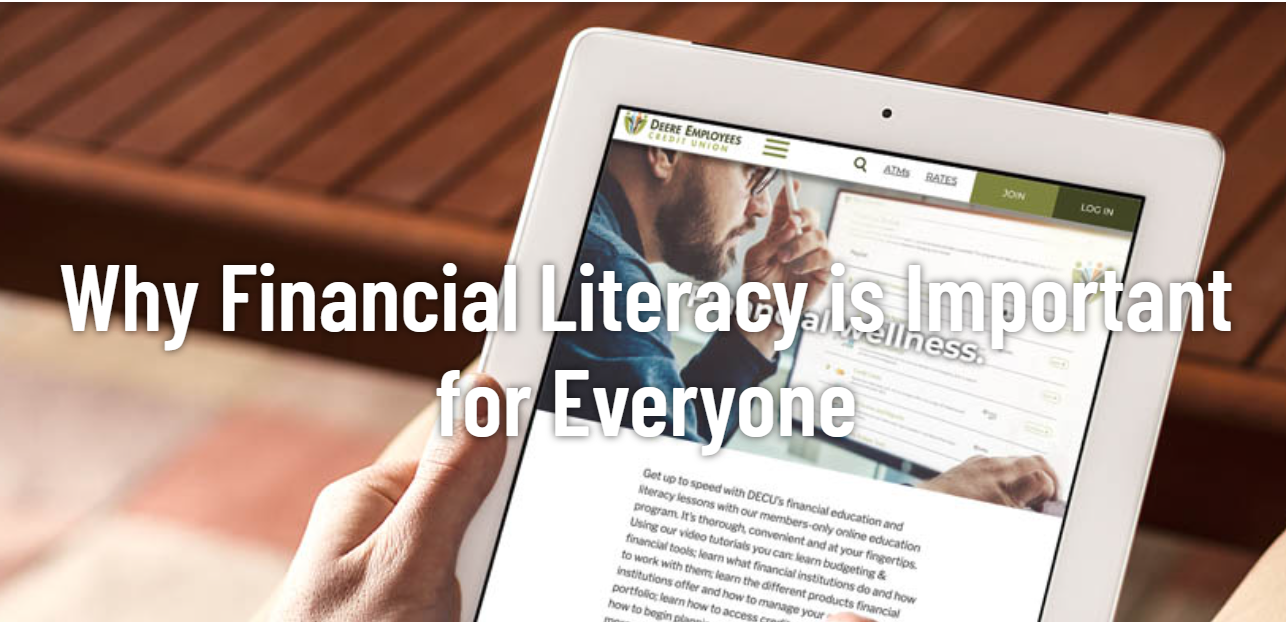 DEERE EMPLOYEES
CREDIT UNION
ATMs RATES JOIN LOG IN
Why Financial Literacy is Important
for Everyone
Wellness.
Get up to speed with DECU's financial education and
literacy lessons with our members-only online education
program. It's thorough, convenient and at your fingertips.
Using our video tutorials you can: learn budgeting &
financial tools; learn what financial institutions do and how
to work with them; learn the different products financial
institutions offer and how to manage your
portfolio; learn how to access
how to begin